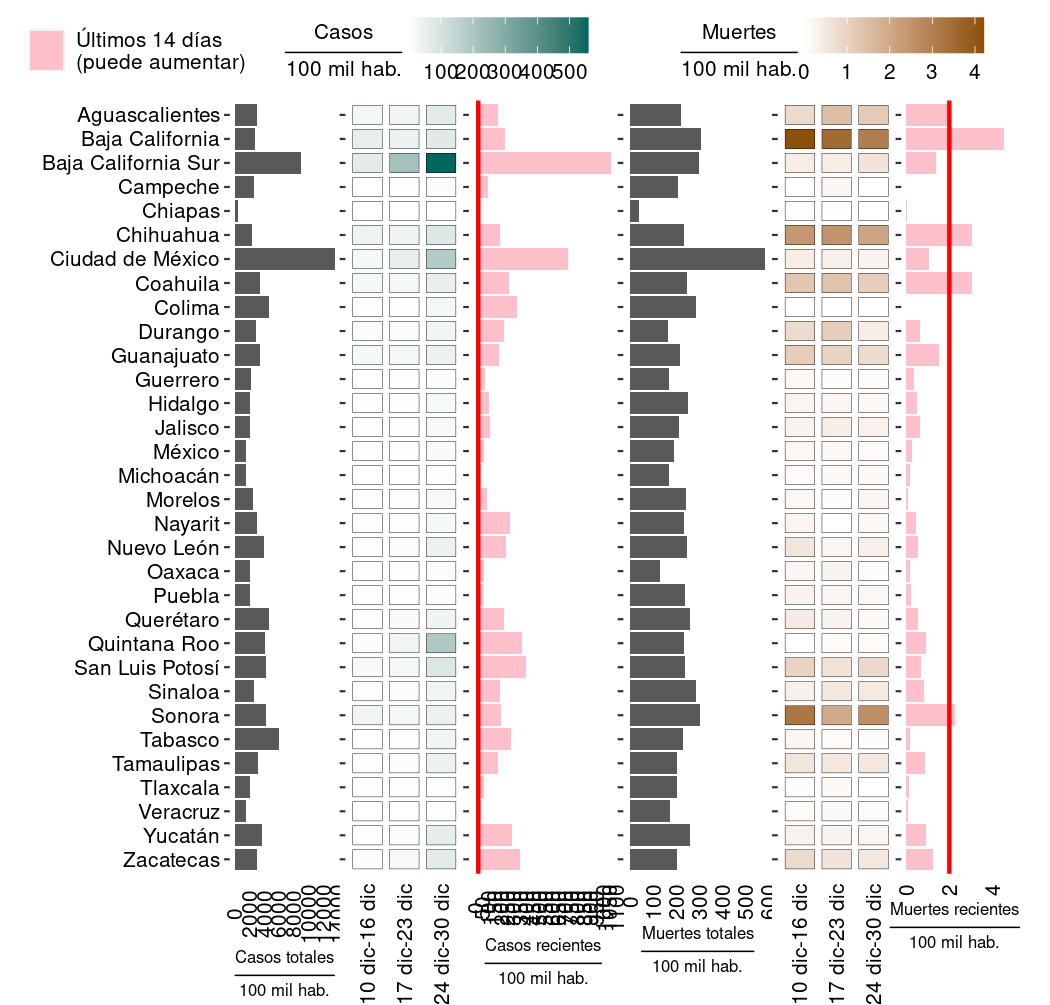 Últimos 14 días
(puede aumentar)
Casos
100 mil hab.
100 200 300 400 500
Muertes
100 mil hab.
0 1 2 3 4
Aguascalientes
Baja California
Baja California Sur
Campeche
Chiapas
Chihuahua
Ciudad de México
Coahuila
Colima
Durango
Guanajuato
Guerrero
Hidalgo
Jalisco
México
Michoacán
Morelos
Nayarit
Nuevo León
Oaxaca
Puebla
Querétaro
Quintana Roo
San Luis Potosí
Sinaloa
Sonora
Tabasco
Tamaulipas
Tlaxcala
Veracruz
Yucatán
Zacatecas
0
2000
4000
6000
8000
10000
12000
Casos totales
100 mil hab.
10 dic-16 dic
17 dic-23 dic
24 dic-30 dic
Casos recientes
100 mil hab.
0
100
200
300
400
500
600
Muertes totales
100 mil hab.
10 dic-16 dic
17 dic-23 dic
24 dic-30 dic
0
2
4
Muertes recientes
100 mil hab.